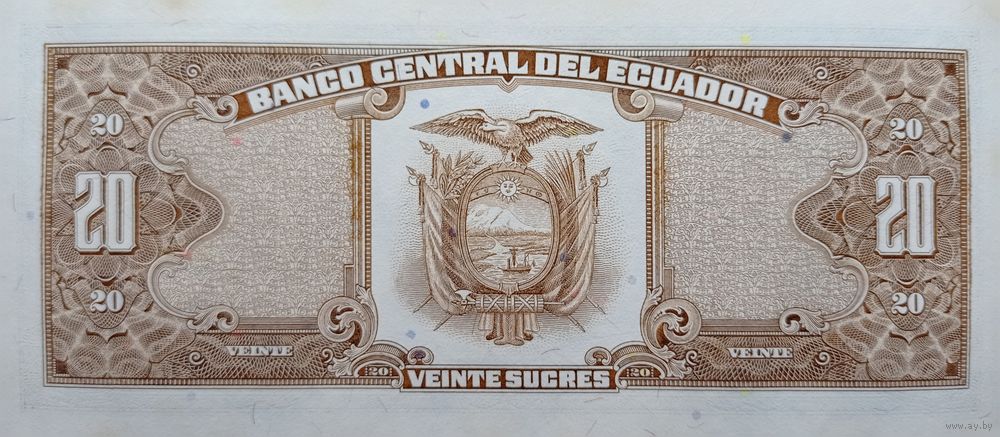 BANCO CENTRAL DEL ECUADOR
20 20
20 20
20 20
VEINTE VEINTE
20 20
VEINTE SUCRES
www.ay.by